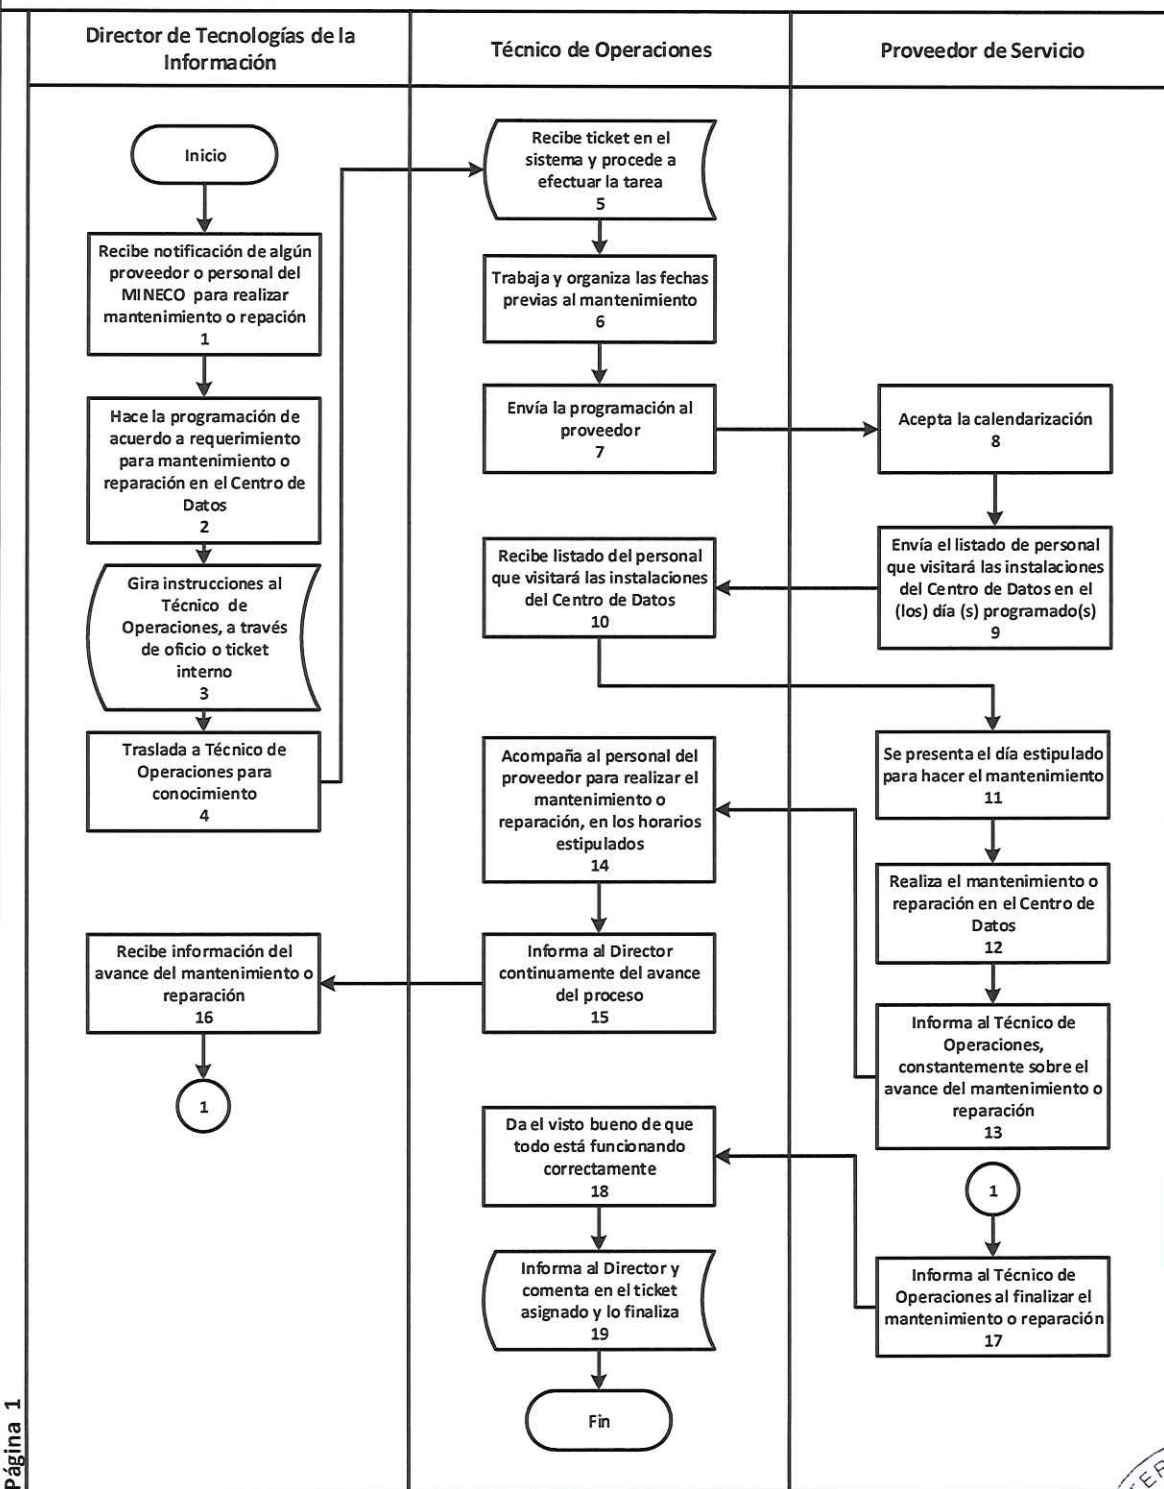 Director de Tecnologías de la
Información
Técnico de Operaciones
Proveedor de Servicio
Inicio
Recibe notificación de algún
proveedor o personal del
MINECO para realizar
mantenimiento o repación
1
Hace la programación de
acuerdo a requerimiento
para mantenimiento o
reparación en el Centro de
Datos
2
Gira instrucciones al
Técnico de
Operaciones, a través
de oficio o ticket
interno
3
Traslada a Técnico de
Operaciones para
conocimiento
4
Recibe ticket en el
sistema y procede a
efectuar la tarea
5
Trabaja y organiza las fechas
previas al mantenimiento
6
Envía la programación al
proveedor
7
Acepta la calendarización
8
Envía el listado de personal
que visitará las instalaciones
del Centro de Datos en el
(los) día (s) programado(s)
9
Recibe listado del personal
que visitará las instalaciones
del Centro de Datos
10
Se presenta el día estipulado
para hacer el mantenimiento
11
Realiza el mantenimiento o
reparación en el Centro de
Datos
12
Informa al Técnico de
Operaciones,
constantemente sobre el
avance del mantenimiento o
reparación
13
Acompaña al personal del
proveedor para realizar el
mantenimiento o
reparación, en los horarios
estipulados
14
Informa al Director
continuamente del avance
del proceso
15
Recibe información del
avance del mantenimiento o
reparación
16
1
1
Informa al Técnico de
Operaciones al finalizar el
mantenimiento o reparación
17
Da el visto bueno de que
todo está funcionando
correctamente
18
Informa al Director y
comenta en el ticket
asignado y lo finaliza
19
Fin
Página 1